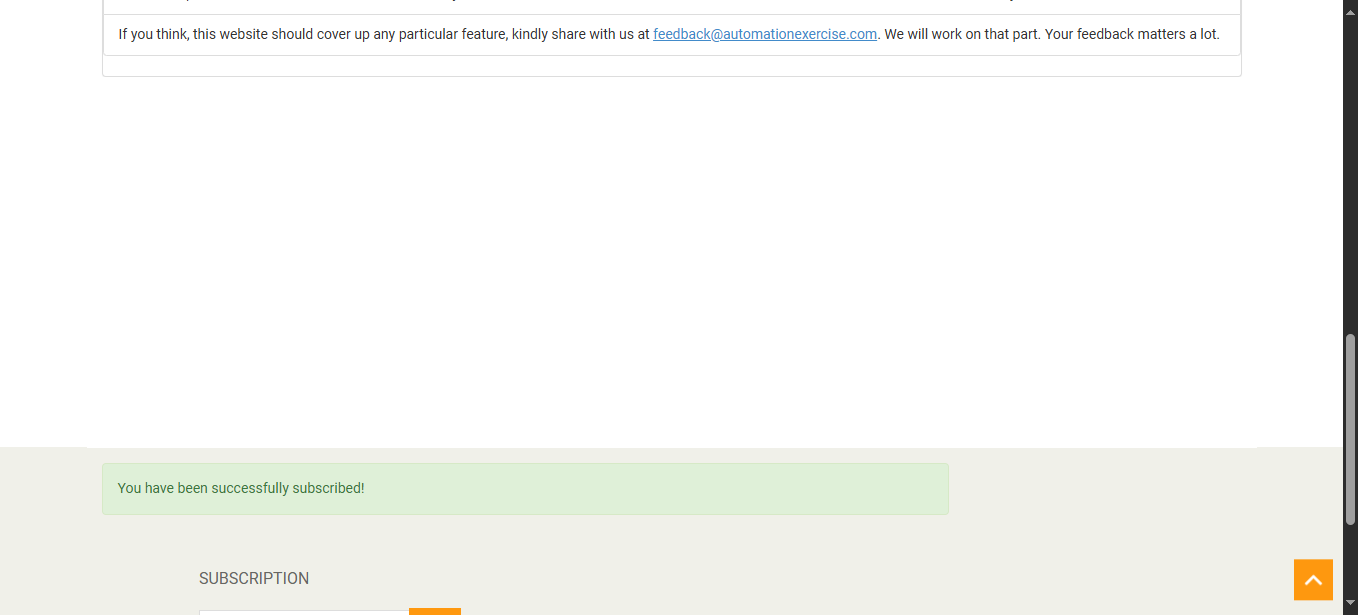 If you think, this website should cover up any particular feature, kindly share with us at feedback@automationexercise.com. We will work on that part. Your feedback matters a lot.
You have been successfully subscribed!
SUBSCRIPTION